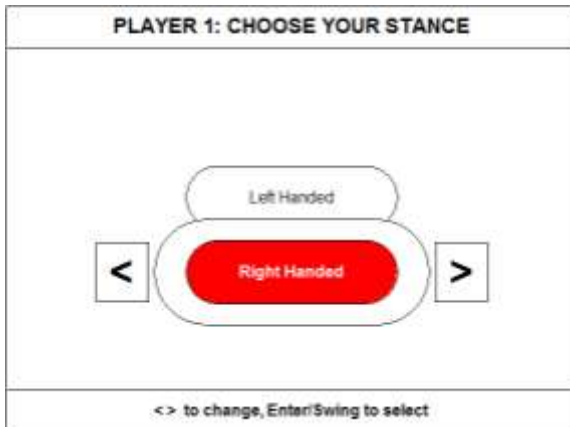 PLAYER 1: CHOOSE YOUR STANCE
Left Handed
< Right Handed >
<> to change, Enter/Swing to select